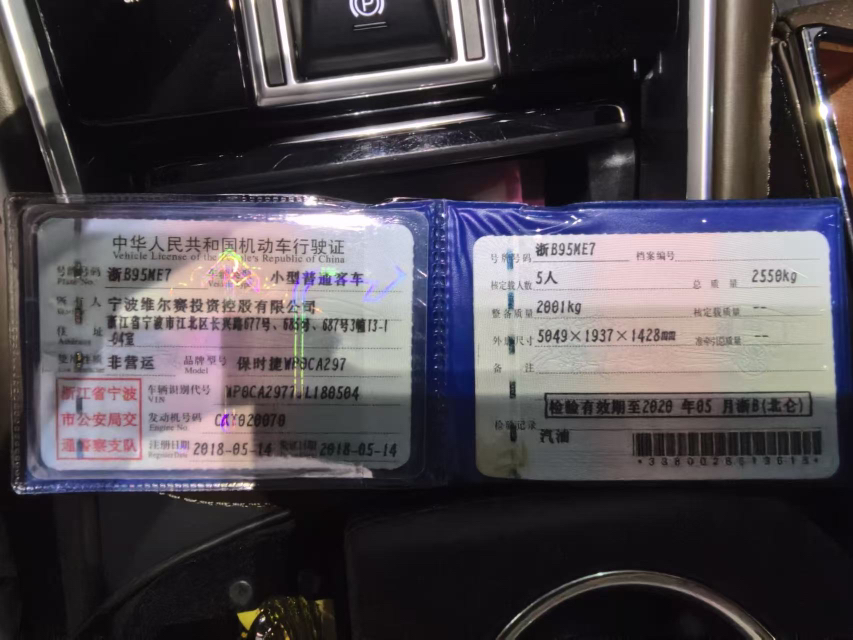 中华人民共和国机动车行驶证
Vehicle License of the People's Republic of China
号牌号码 浙B95ME7 小型普通客车
Plate No.
所有人 宁波维尔赛投资控股有限公司
住址 浙江省宁波市江北区长兴路677号、685号、687号3幢13-1
-04室
Address
使用性质 非营运 品牌型号 保时捷WP0CA297
Model
车辆识别代号 WP0CA297 L180504
VIN
发动机号码 020070
Engine No.
注册日期 2018-05-14 发证日期 2018-05-14
Register Date
浙江省宁波
市公安局交
通警察支队
号牌号码 浙B95ME7 档案编号
核定载人数 5人 总质量 2550kg
整备质量 2001kg 核定载质量 --
外廓尺寸 5049×1937×1428mm 准牵引总质量 --
备注
检验有效期至2020 年05 月浙B(北仑)
检验记录
汽油